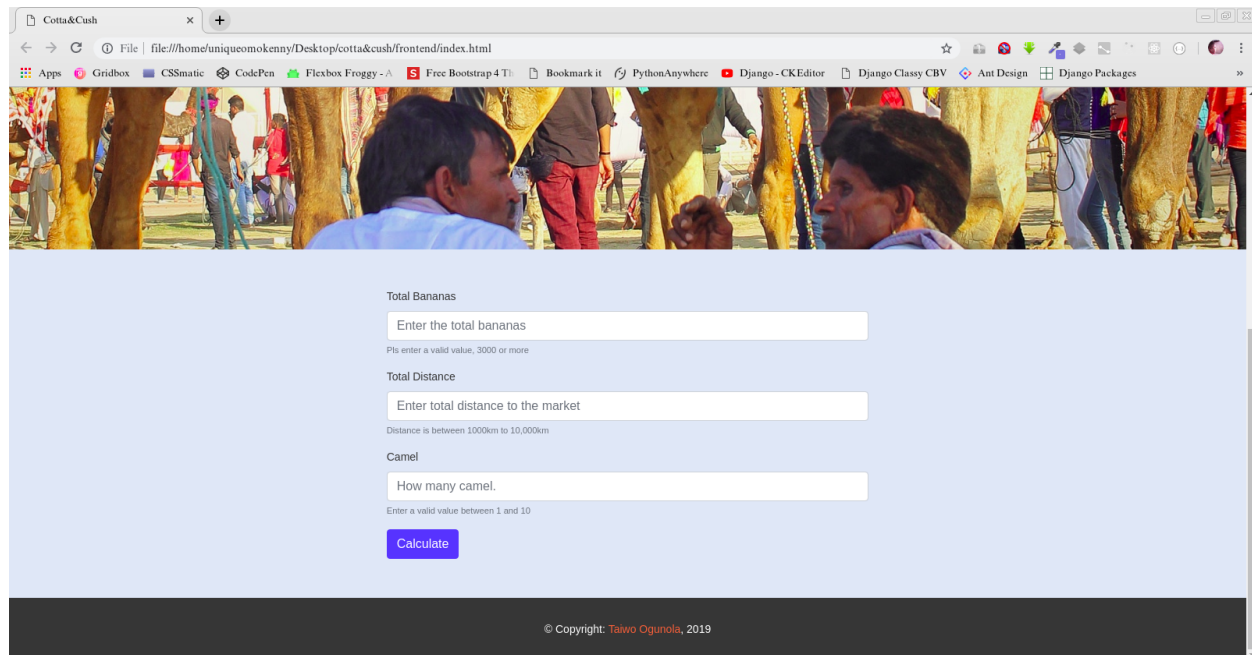 Cotta&Cush
File file:///home/uniqueomokenny/Desktop/cotta&cush/frontend/index.html
Apps Gridbox CSSmatic CodePen Flexbox Froggy - A Free Bootstrap 4 Th Bookmark it PythonAnywhere Django - CKEditor Django Classy CBV Ant Design Django Packages »
Total Bananas
Enter the total bananas
Pls enter a valid value, 3000 or more
Total Distance
Enter total distance to the market
Distance is between 1000km to 10,000km
Camel
How many camel.
Enter a valid value between 1 and 10
Calculate
© Copyright: Taiwo Ogunola, 2019